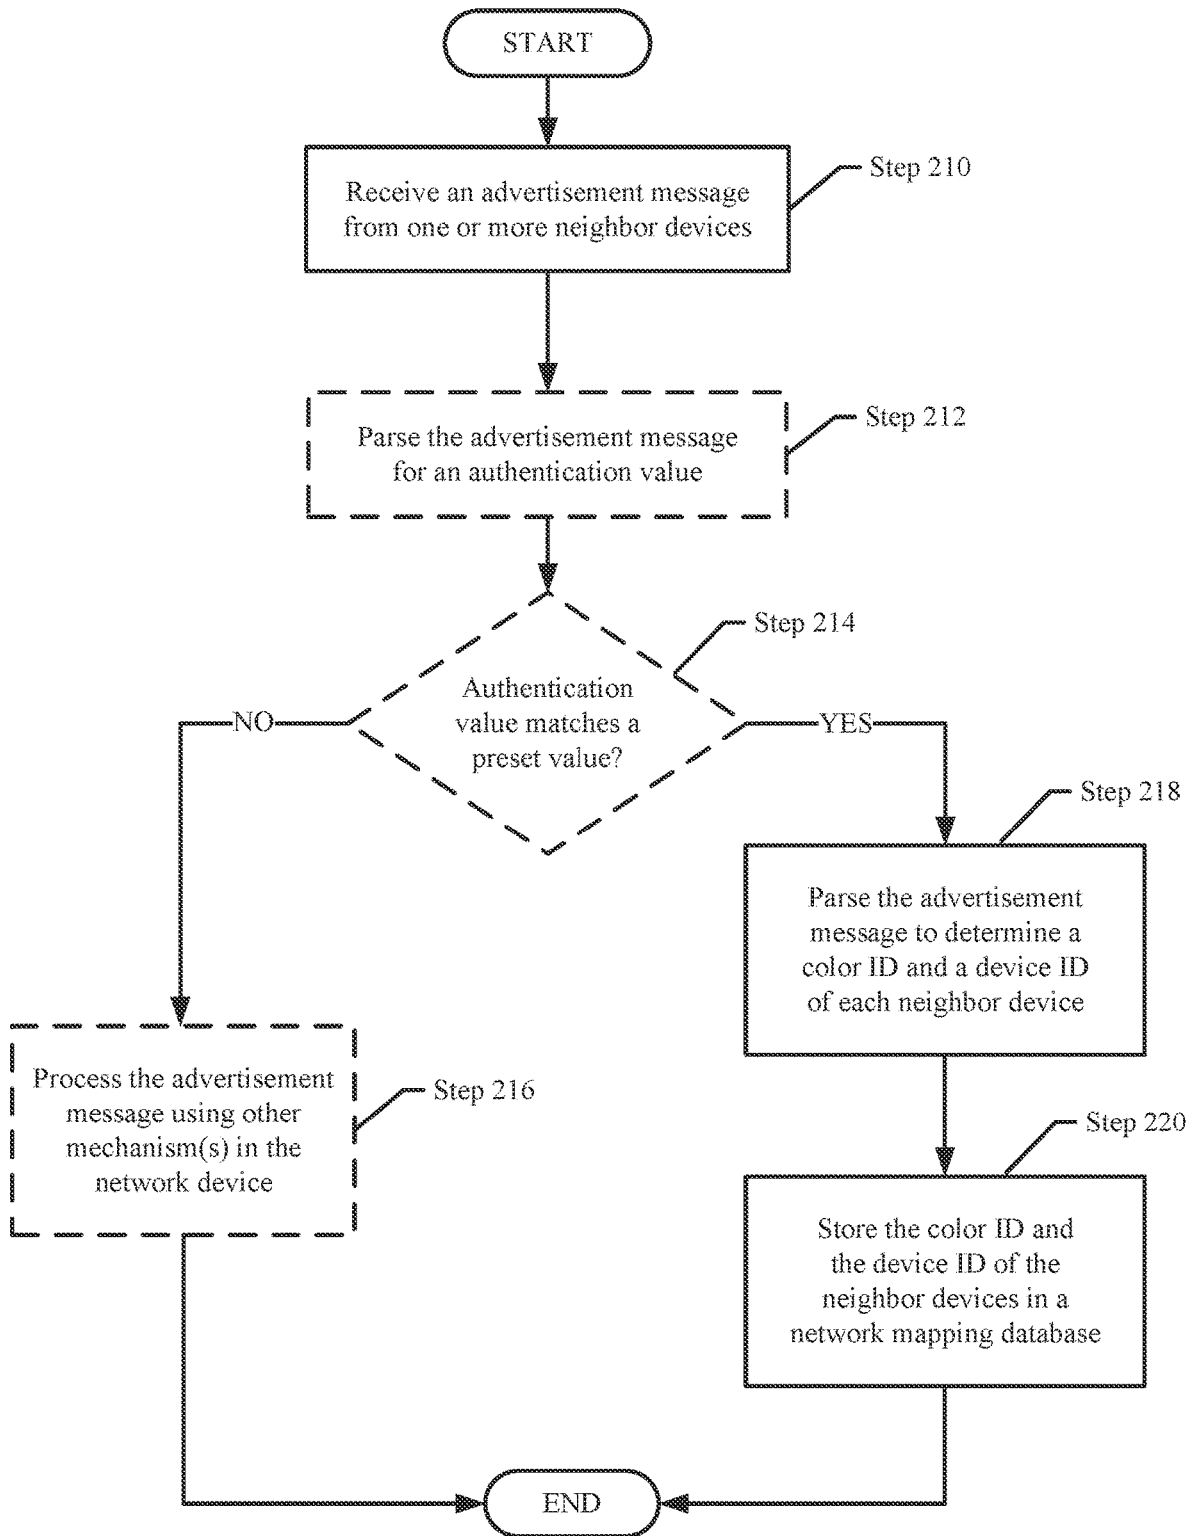 START
Step 210
Receive an advertisement message
from one or more neighbor devices
Step 212
Parse the advertisement message
for an authentication value
Step 214
Authentication
value matches a
preset value?
NO
YES
Step 218
Parse the advertisement
message to determine a
color ID and a device ID
of each neighbor device
Process the advertisement
message using other
mechanism(s) in the
network device
Step 216
Step 220
Store the color ID and
the device ID of the
neighbor devices in a
network mapping database
END